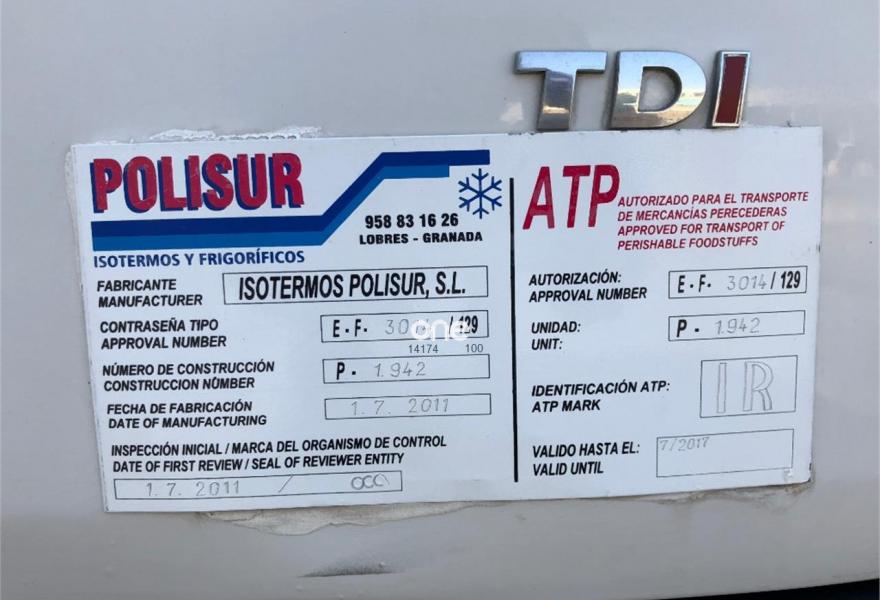 TDI
POLISUR
958 83 16 26
LOBRES - GRANADA
ISOTERMOS Y FRIGORÍFICOS
FABRICANTE
MANUFACTURER
ISOTERMOS POLISUR, S.L.
CONTRASEÑA TIPO
APPROVAL NUMBER
E.F. /129
one
14174 100
NÚMERO DE CONSTRUCCIÓN
CONSTRUCCION NÛMBER
P. 1.942
FECHA DE FABRICACIÓN
DATE OF MANUFACTURING
1.7.2011
INSPECCIÓN INICIAL / MARCA DEL ORGANISMO DE CONTROL
DATE OF FIRST REVIEW / SEAL OF REVIEWER ENTITY
1.7.2011 / OCA
ATP
AUTORIZADO PARA EL TRANSPORTE
DE MERCANCÍAS PERECEDERAS
APPROVED FOR TRANSPORT OF
PERISHABLE FOODSTUFFS
AUTORIZACIÓN:
APPROVAL NUMBER
E.F. 3014/129
UNIDAD:
UNIT:
P. 1.942
IDENTIFICACIÓN ATP:
ATP MARK
IR
VALIDO HASTA EL:
VALID UNTIL
7/2017